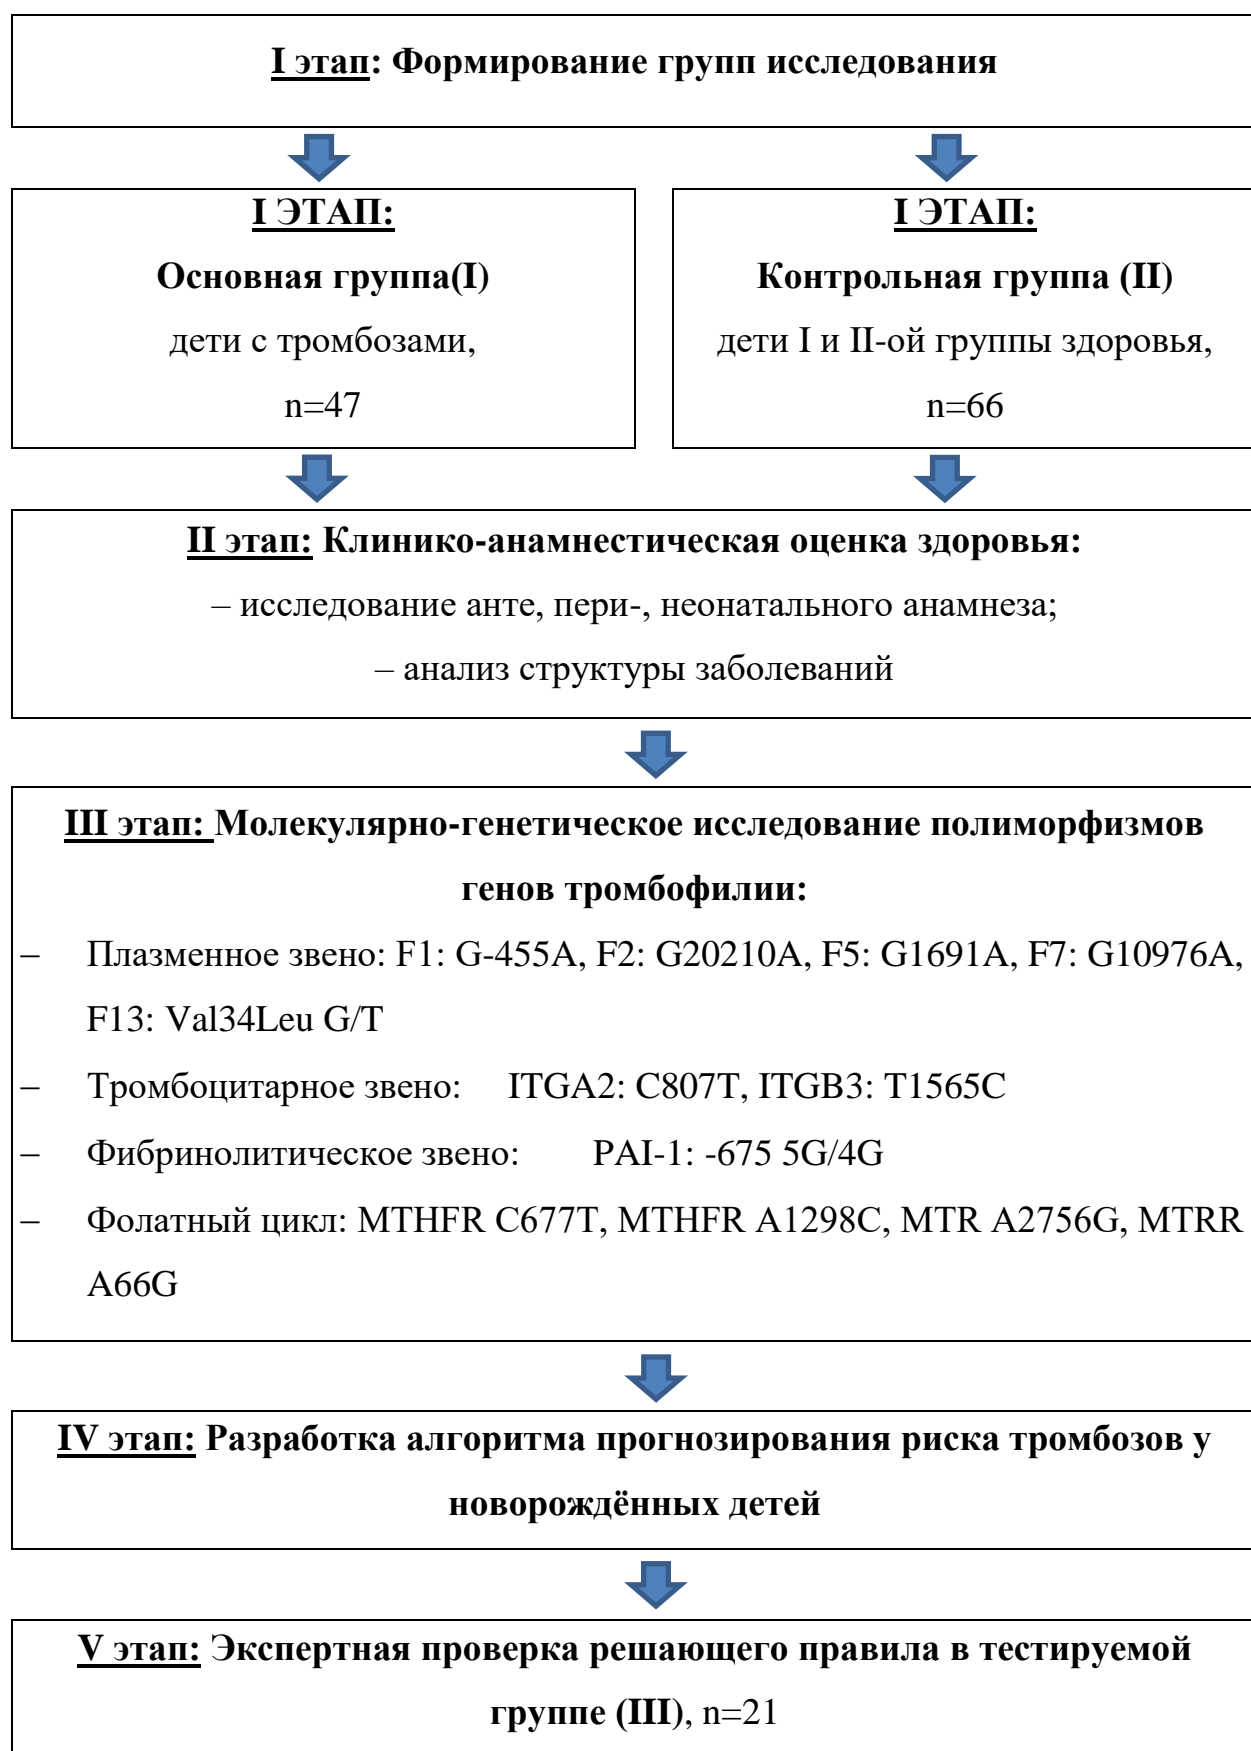 I этап: Формирование групп исследования
I ЭТАП:
Основная группа(I)
дети с тромбозами,
n=47
I ЭТАП:
Контрольная группа (II)
дети I и II-ой группы здоровья,
n=66
II этап: Клинико-анамнестическая оценка здоровья:
– исследование анте, пери-, неонатального анамнеза;
– анализ структуры заболеваний
III этап: Молекулярно-генетическое исследование полиморфизмов
генов тромбофилии:
– Плазменное звено: F1: G-455A, F2: G20210A, F5: G1691A, F7: G10976A,
F13: Val34Leu G/T
– Тромбоцитарное звено: ITGA2: C807T, ITGB3: T1565C
– Фибринолитическое звено: PAI-1: -675 5G/4G
– Фолатный цикл: MTHFR C677T, MTHFR A1298C, MTR A2756G, MTRR
A66G
IV этап: Разработка алгоритма прогнозирования риска тромбозов у
новорождённых детей
V этап: Экспертная проверка решающего правила в тестируемой
группе (III), n=21